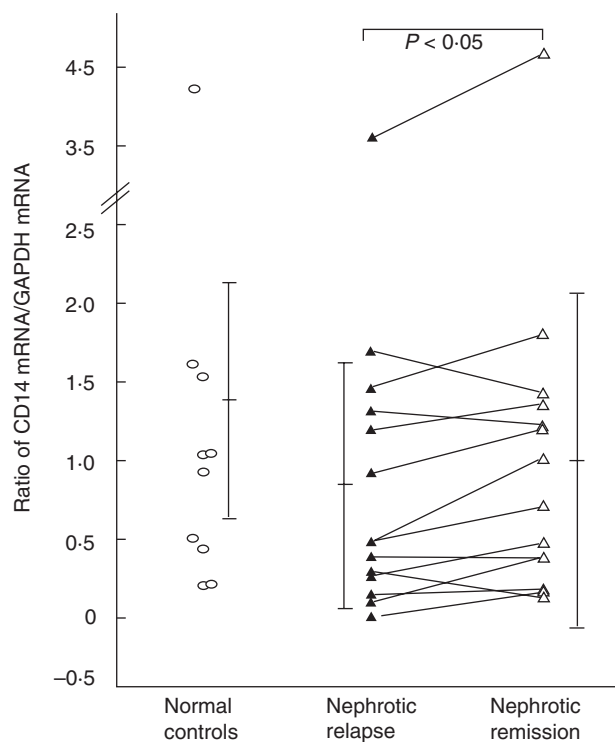 P < 0·05
4·5
3·5
2·5
2·0
1·5
1·0
0·5
0
–0·5
Ratio of CD14 mRNA/GAPDH mRNA
Normal
controls
Nephrotic
relapse
Nephrotic
remission